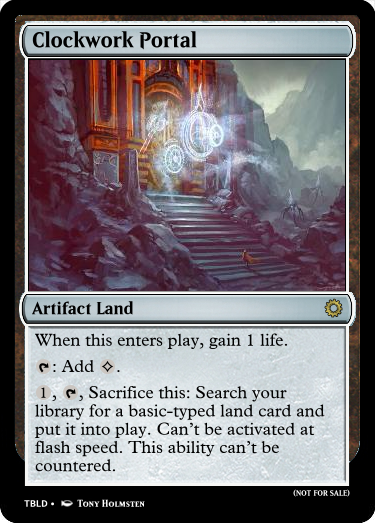 Clockwork Portal
Artifact Land
When this enters play, gain 1 life.
: Add .
1, , Sacrifice this: Search your
library for a basic-typed land card and
put it into play. Can't be activated at
flash speed. This ability can't be
countered.
(NOT FOR SALE)
TBLD • Tony Holmsten